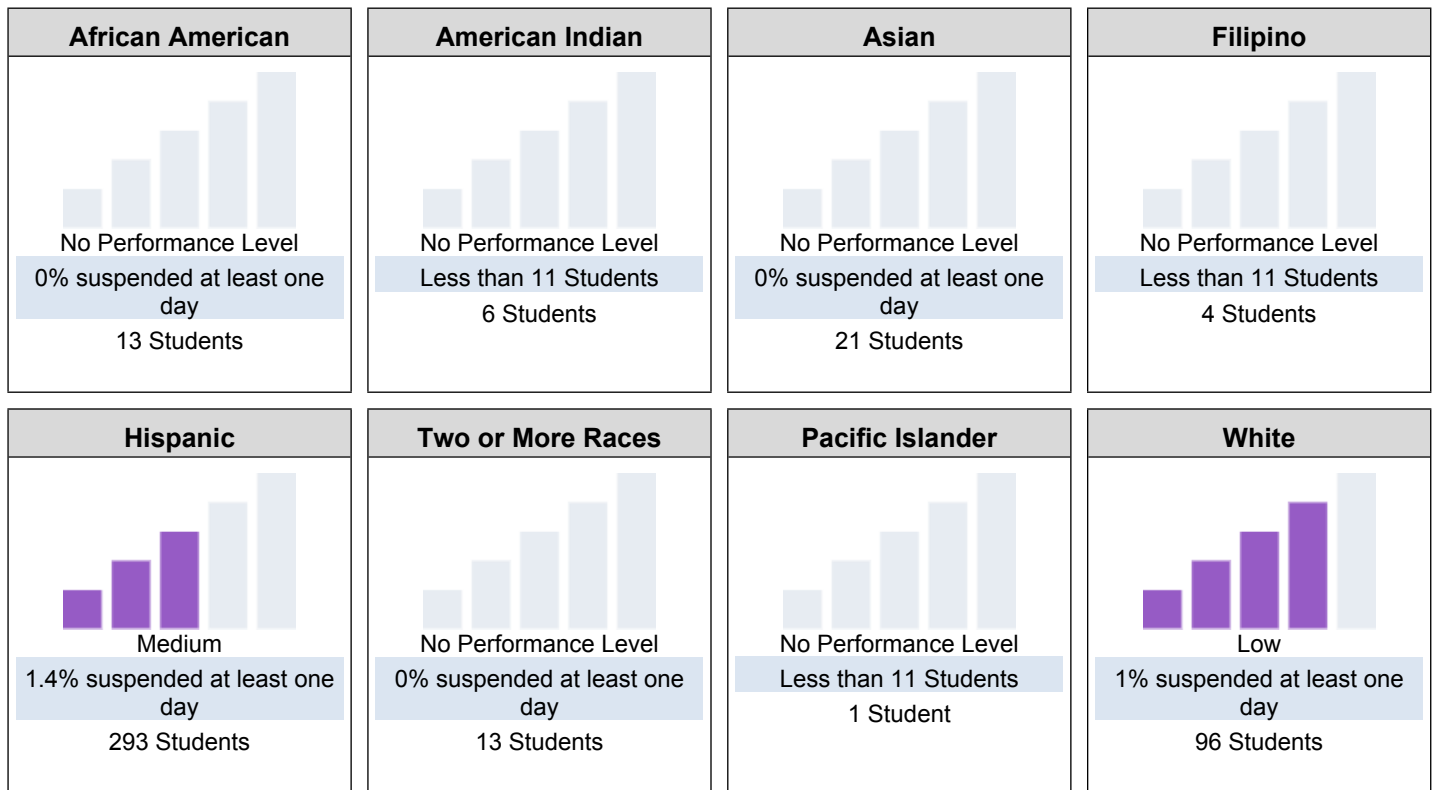 African American
No Performance Level
0% suspended at least one
day
13 Students
American Indian
No Performance Level
Less than 11 Students
6 Students
Asian
No Performance Level
0% suspended at least one
day
21 Students
Filipino
No Performance Level
Less than 11 Students
4 Students
Hispanic
Medium
1.4% suspended at least one
day
293 Students
Two or More Races
No Performance Level
0% suspended at least one
day
13 Students
Pacific Islander
No Performance Level
Less than 11 Students
1 Student
White
Low
1% suspended at least one
day
96 Students